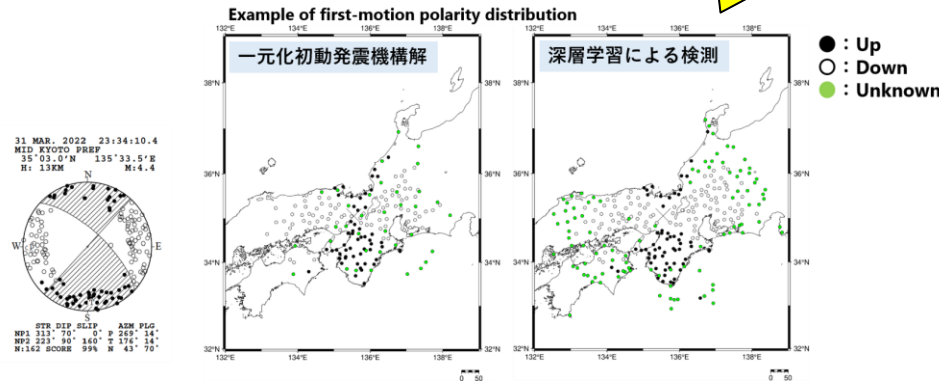 Example of first-motion polarity distribution
一元化初動発震機構解
深層学習による検測
●:Up
○:Down
●:Unknown
31 MAR. 2022 23:34:10.4
MID KYOTO PREF
35°03.0'N 135°33.5'E
H: 13KM M:4.4
N
W E
S
STR DIP SLIP AZM PLG
NP1 313° 70° 0° P 269° 14°
NP2 223° 90° 160° T 176° 14°
N:162 SCORE 99% N 43° 70°
38°N 38°N
36°N 36°N
34°N 34°N
32°N 32°N
132°E 134°E 136°E 138°E 132°E 134°E 136°E 138°E
0 50 0 50